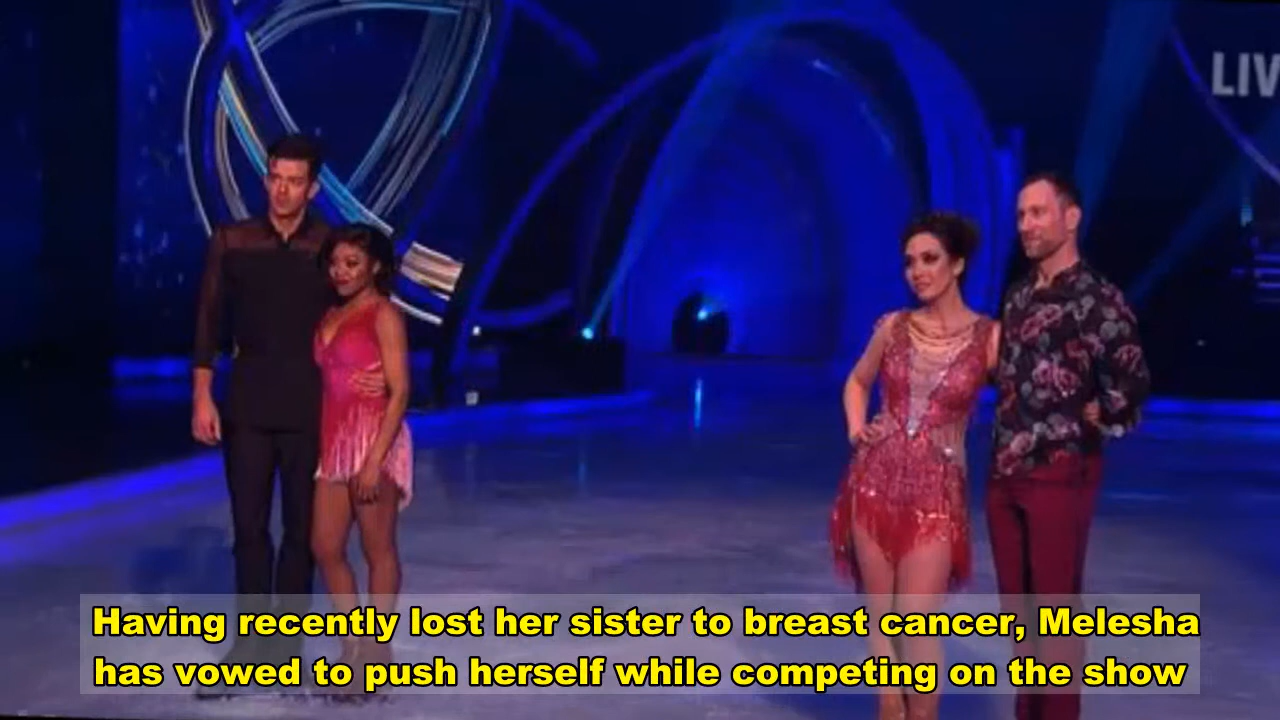 LIV
Having recently lost her sister to breast cancer, Melesha
has vowed to push herself while competing on the show